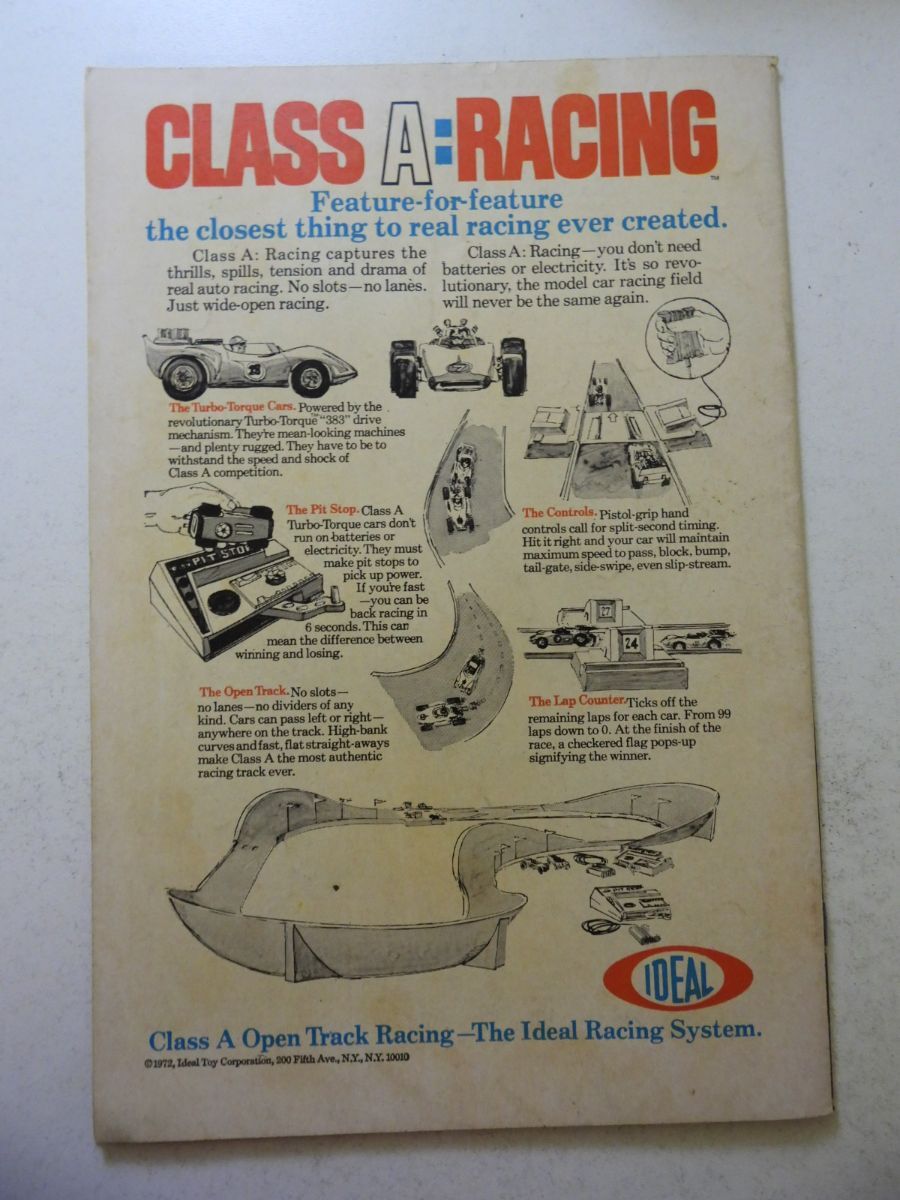 CLASS A:RACING
TM
Feature-for-feature
the closest thing to real racing ever created.
Class A: Racing captures the
thrills, spills, tension and drama of
real auto racing. No slots—no lanes.
Just wide-open racing.
Class A: Racing—you don't need
batteries or electricity. It's so revo-
lutionary, the model car racing field
will never be the same again.
The Turbo-Torque Cars. Powered by the
revolutionary Turbo-Torque™ "383" drive
mechanism. They're mean-looking machines
—and plenty rugged. They have to be to
withstand the speed and shock of
Class A competition.
The Pit Stop. Class A
Turbo-Torque cars don't
run on batteries or
electricity. They must
make pit stops to
pick up power.
If you're fast
—you can be
back racing in
6 seconds. This can
mean the difference between
winning and losing.
PIT STOP
The Controls. Pistol-grip hand
controls call for split-second timing.
Hit it right and your car will maintain
maximum speed to pass, block, bump,
tail-gate, side-swipe, even slip-stream.
27
24
The Open Track. No slots—
no lanes—no dividers of any
kind. Cars can pass left or right—
anywhere on the track. High-bank
curves and fast, flat straight-aways
make Class A the most authentic
racing track ever.
The Lap Counter. Ticks off the
remaining laps for each car. From 99
laps down to 0. At the finish of the
race, a checkered flag pops-up
signifying the winner.
PIT STOP
IDEAL
Class A Open Track Racing—The Ideal Racing System.
©1972, Ideal Toy Corporation, 200 Fifth Ave., N.Y., N.Y. 10010